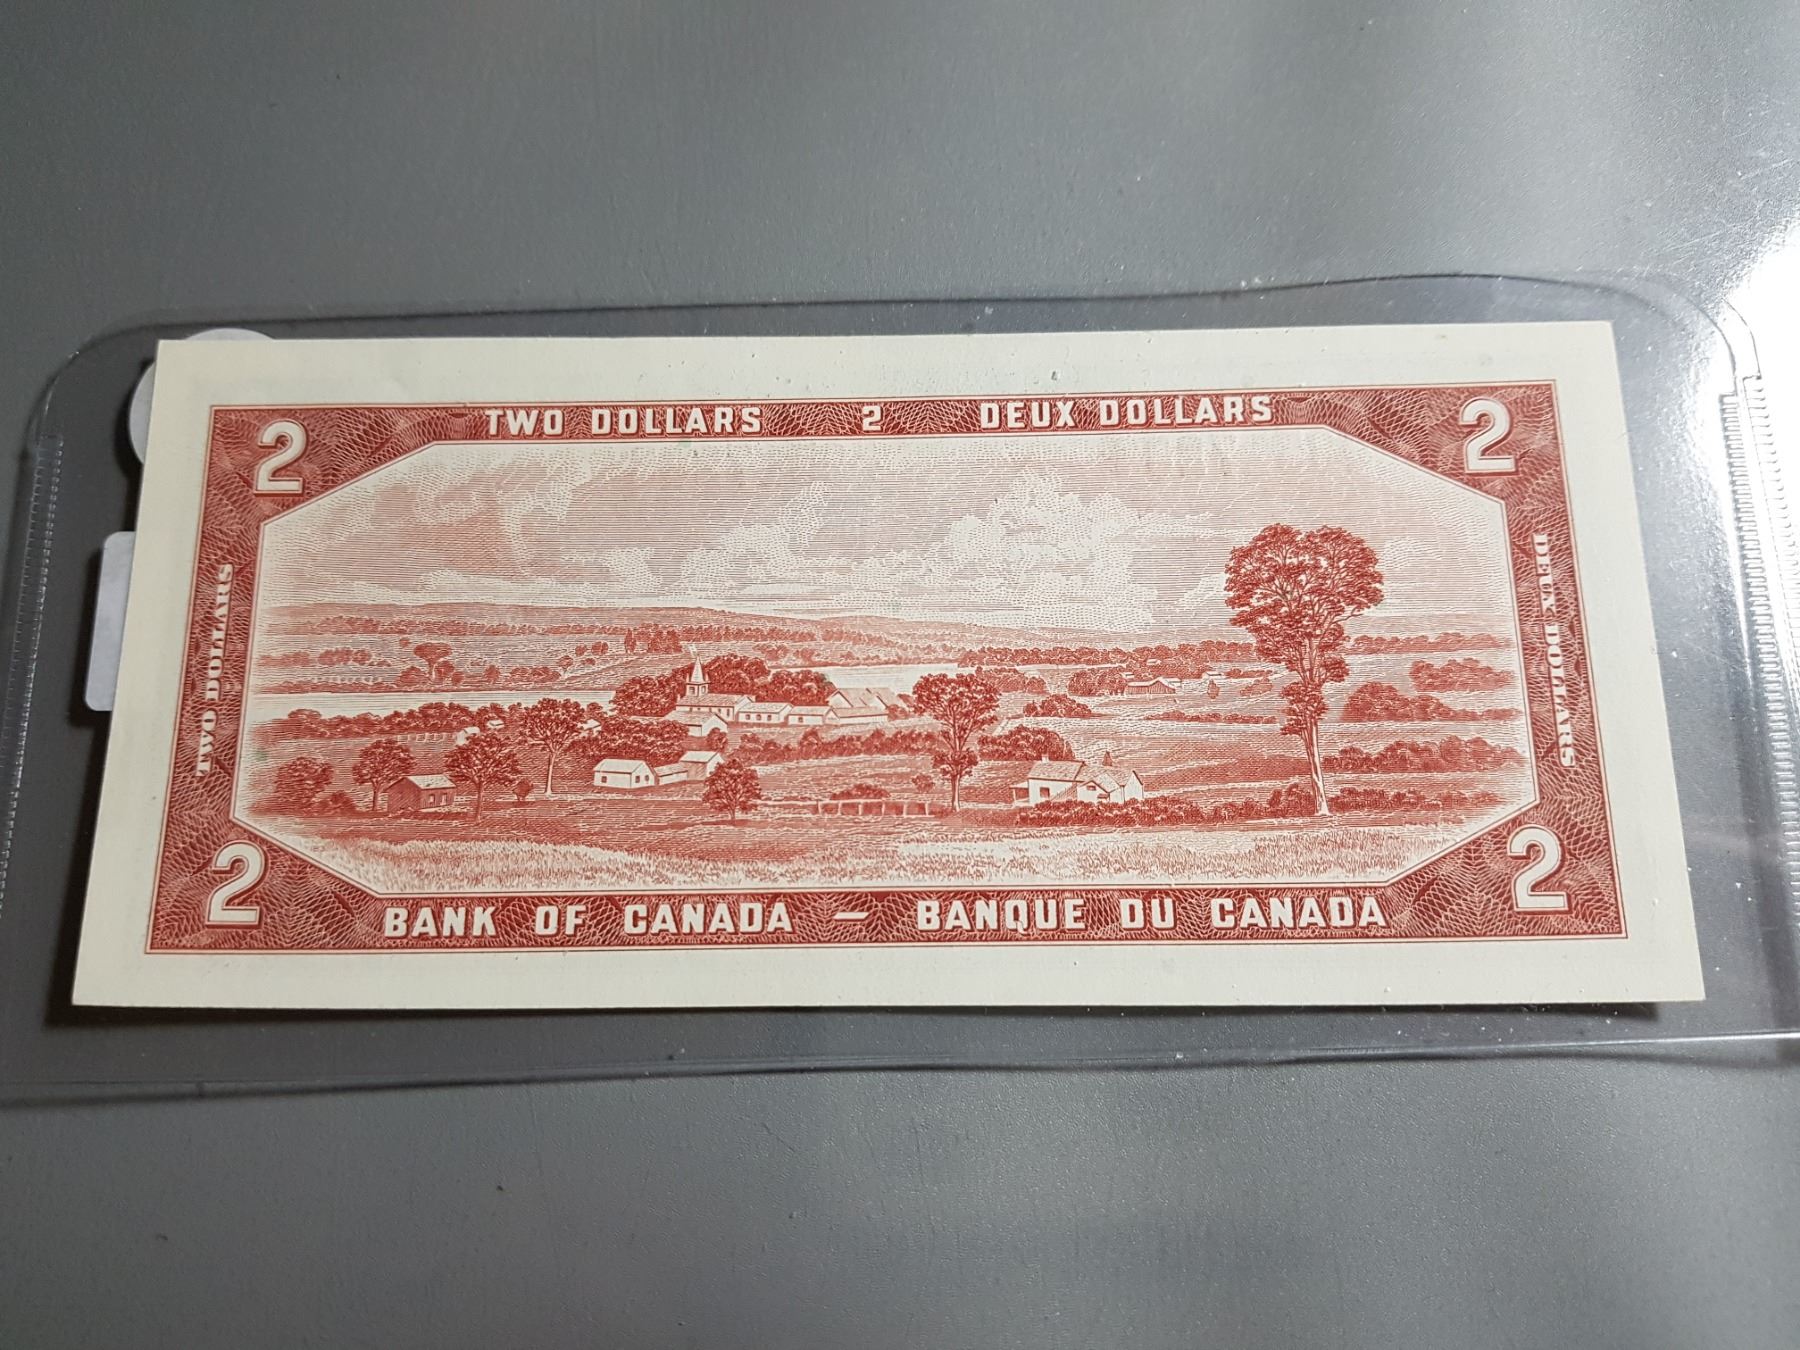 2 TWO DOLLARS 2 DEUX DOLLARS 2
TWO DOLLARS
DEUX DOLLARS
2 BANK OF CANADA — BANQUE DU CANADA 2